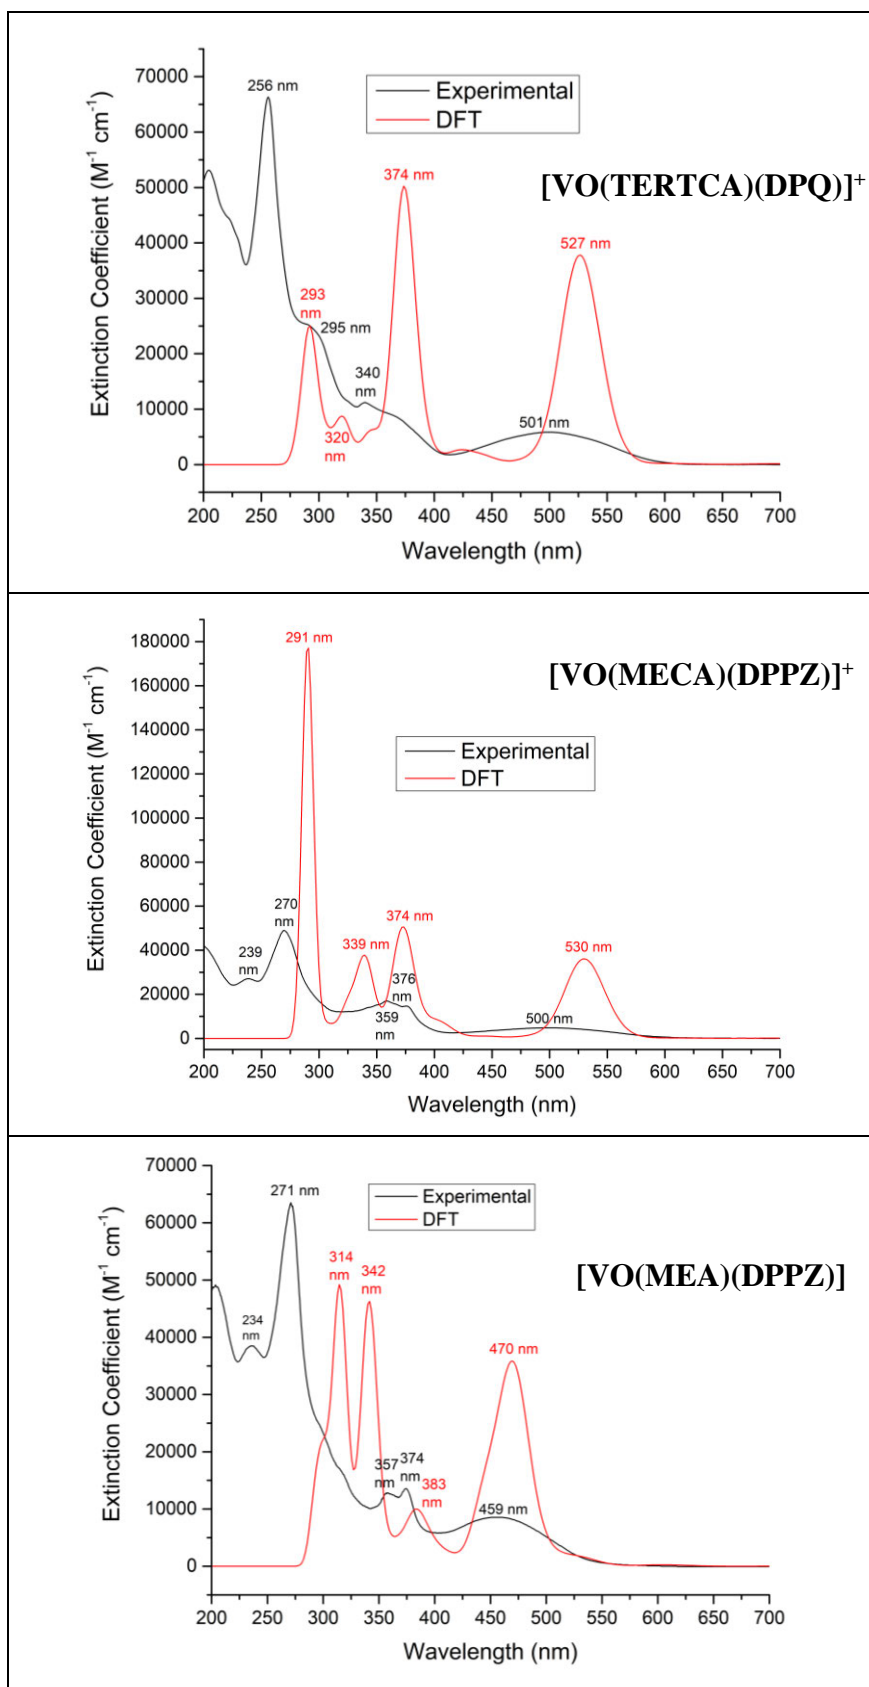 70000
60000
50000
40000
30000
20000
10000
0
Extinction Coefficient (M⁻¹ cm⁻¹)
256 nm
Experimental
DFT
[VO(TERTCA)(DPQ)]⁺
374 nm
527 nm
293
nm
295 nm
340
nm
320
nm
501 nm
200 250 300 350 400 450 500 550 600 650 700
Wavelength (nm)
180000
160000
140000
120000
100000
80000
60000
40000
20000
0
Extinction Coefficient (M⁻¹ cm⁻¹)
291 nm
[VO(MECA)(DPPZ)]⁺
Experimental
DFT
270
nm
239
nm
339 nm
374 nm
376
nm
359
nm
500 nm
530 nm
200 250 300 350 400 450 500 550 600 650 700
Wavelength (nm)
70000
60000
50000
40000
30000
20000
10000
0
Extinction Coefficient (M⁻¹ cm⁻¹)
271 nm
Experimental
DFT
[VO(MEA)(DPPZ)]
314
nm
342
nm
234
nm
470 nm
357
nm
374
nm
383
nm
459 nm
200 250 300 350 400 450 500 550 600 650 700
Wavelength (nm)